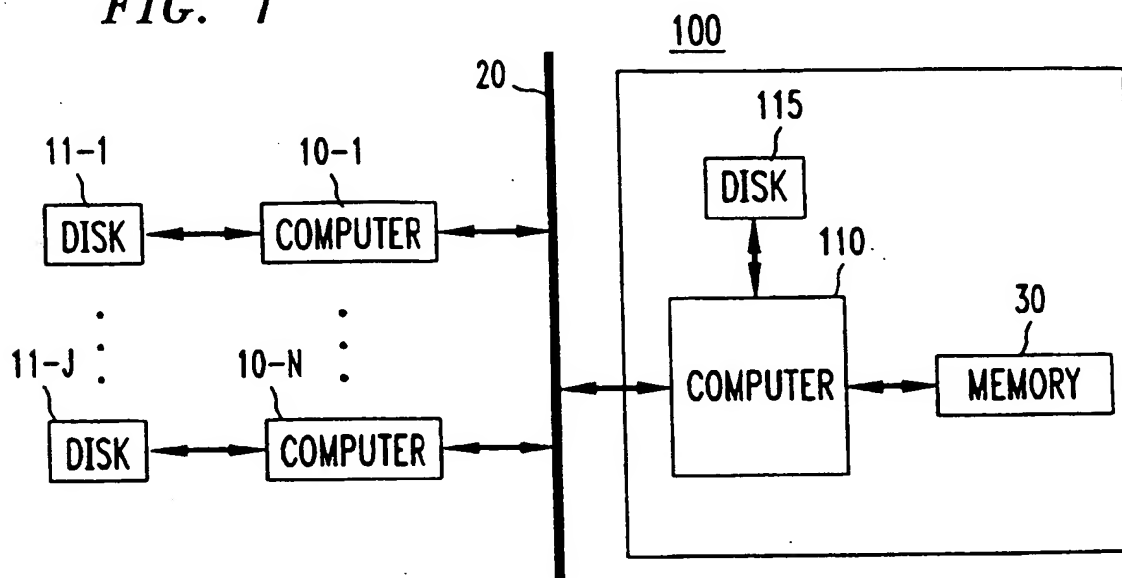 FIG. 1
100
20
115
11-1
10-1
DISK
DISK
COMPUTER
110
30
11-J
10-N
COMPUTER
MEMORY
DISK
COMPUTER